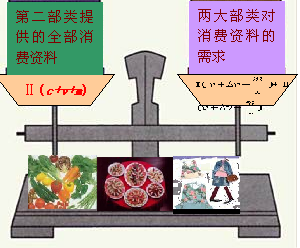 第二部类提
供的全部消
费资料
II(c+v+m)
两大部类对
消费资料的
需求